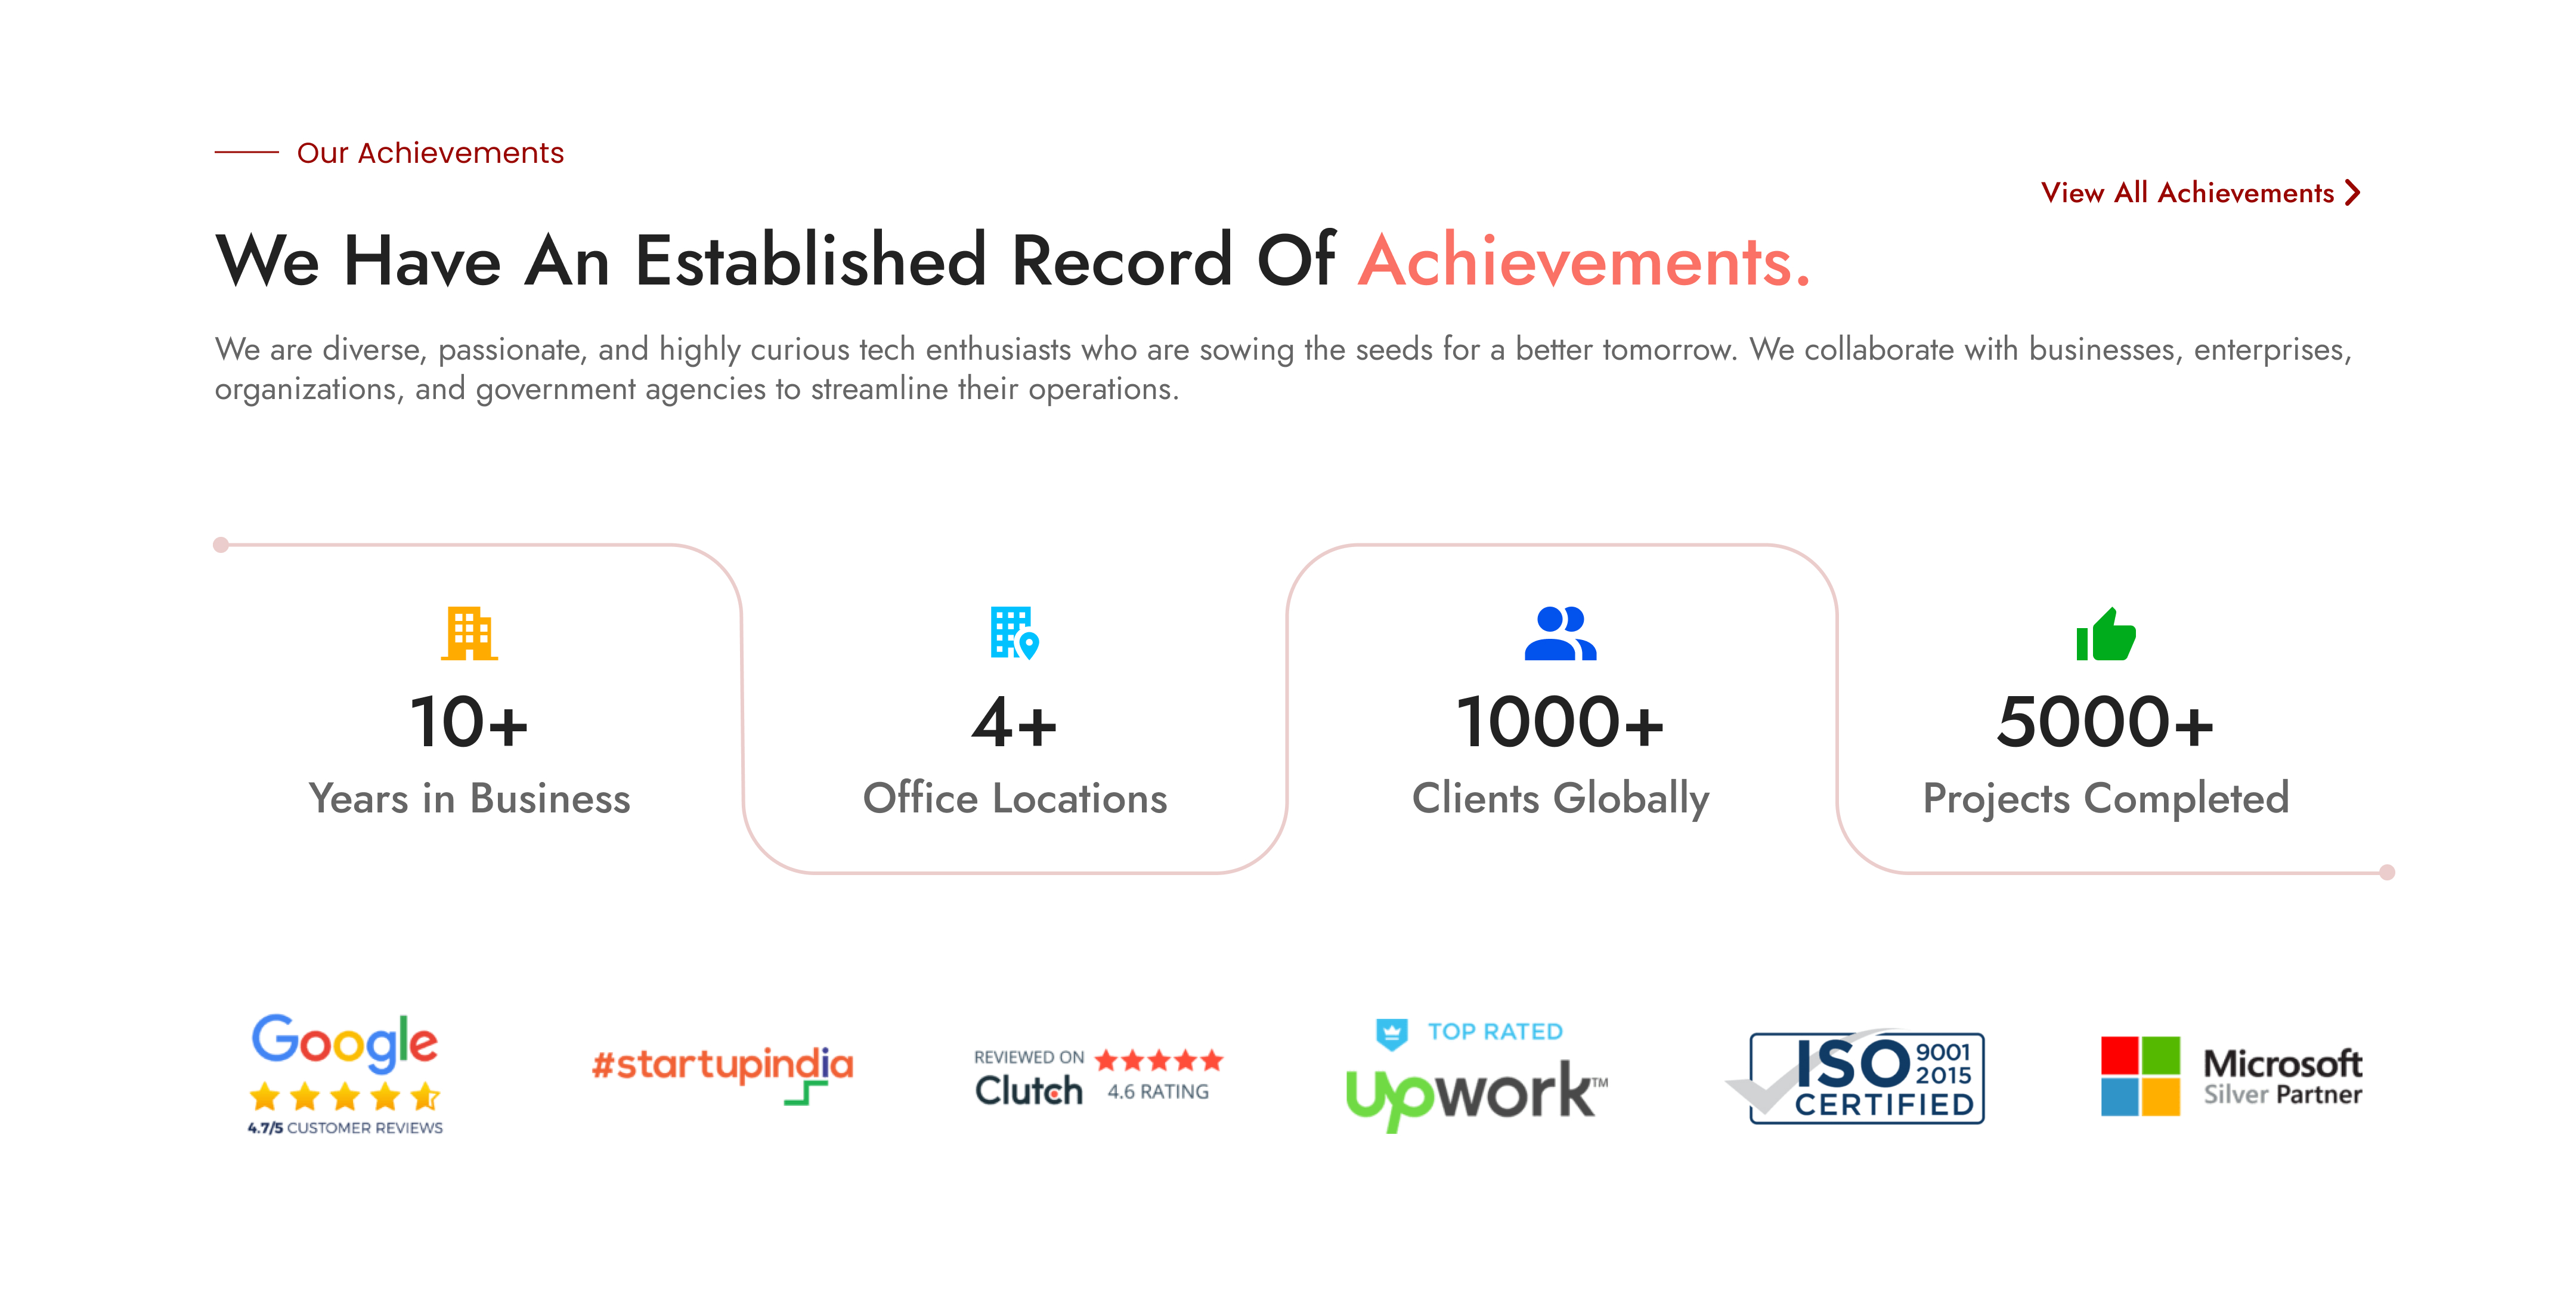 Our Achievements
View All Achievements
We Have An Established Record Of Achievements.
We are diverse, passionate, and highly curious tech enthusiasts who are sowing the seeds for a better tomorrow. We collaborate with businesses, enterprises,
organizations, and government agencies to streamline their operations.
10+
Years in Business
4+
Office Locations
1000+
Clients Globally
5000+
Projects Completed
Google
4.7/5 CUSTOMER REVIEWS
#startupindia
REVIEWED ON
Clutch
4.6 RATING
TOP RATED
upwork™
ISO
9001
2015
CERTIFIED
Microsoft
Silver Partner